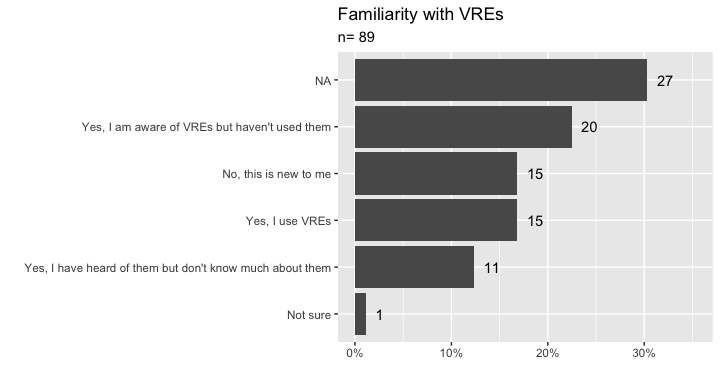 Familiarity with VREs
n= 89
NA
27
Yes, I am aware of VREs but haven't used them
20
No, this is new to me
15
Yes, I use VREs
15
Yes, I have heard of them but don't know much about them
11
Not sure
1
0%
10%
20%
30%